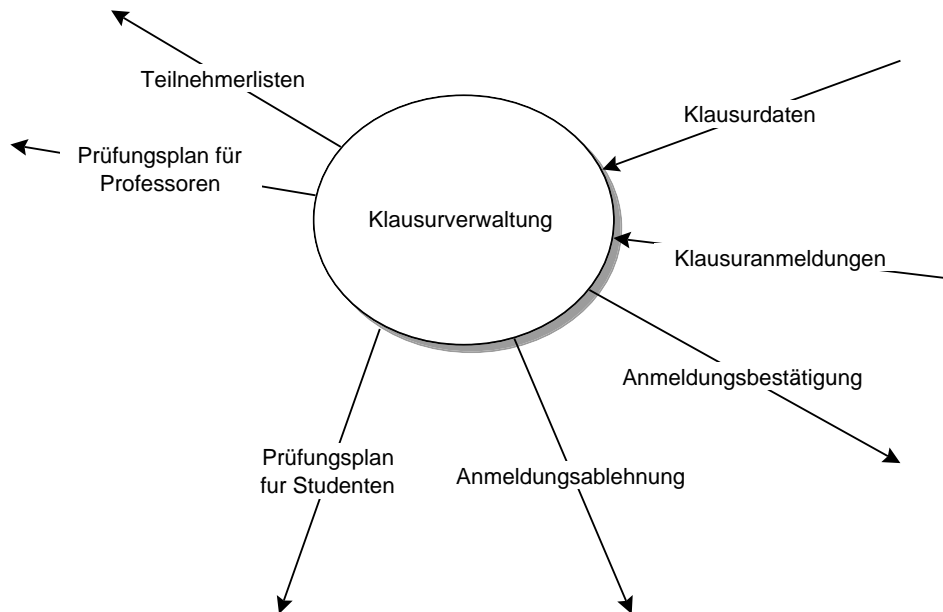 Teilnehmerlisten
Klausurdaten
Prüfungsplan für
Professoren
Klausurverwaltung
Klausuranmeldungen
Anmeldungsbestätigung
Prüfungsplan
fur Studenten
Anmeldungsablehnung